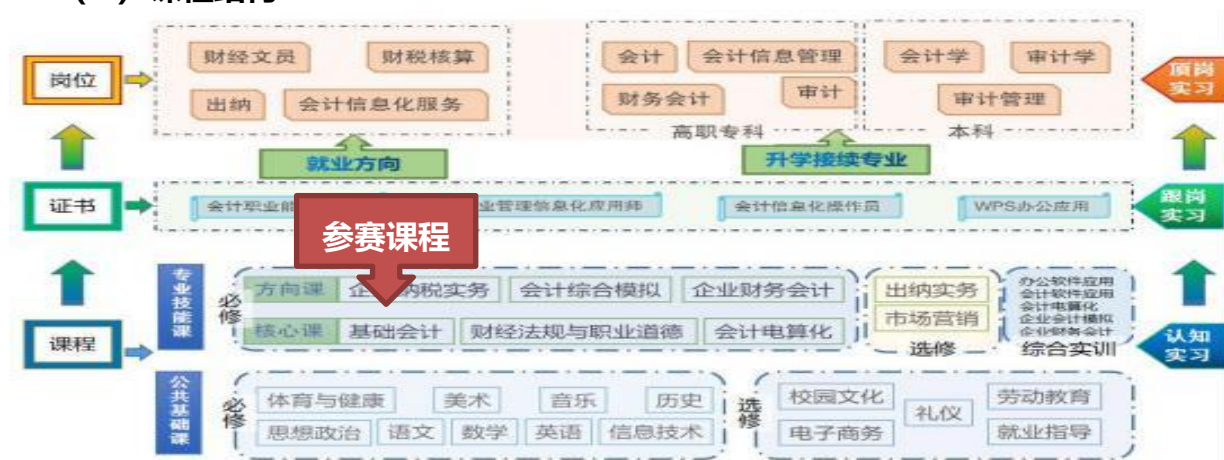 课程结构
岗位
财经文员 财税核算
出纳 会计信息化服务
会计 会计信息管理
财务会计 审计
高职专科
会计学 审计学
审计管理
本科
顶岗
实习
就业方向
升学接续专业
证书
会计职业能
业管理信息化应用师
会计信息化操作员
WPS办公应用
跟岗
实习
参赛课程
课程
专业技能课
必修
方向课 企 纳税实务 会计综合模拟 企业财务会计
核心课 基础会计 财经法规与职业道德 会计电算化
出纳实务
市场营销
选修
办公软件应用
会计软件应用
会计电算化
企业会计模拟
企业财务会计
综合实训
认知
实习
公共基础课
必修
体育与健康 美术 音乐 历史
思想政治 语文 数学 英语 信息技术
选修
校园文化 礼仪 劳动教育
电子商务 就业指导